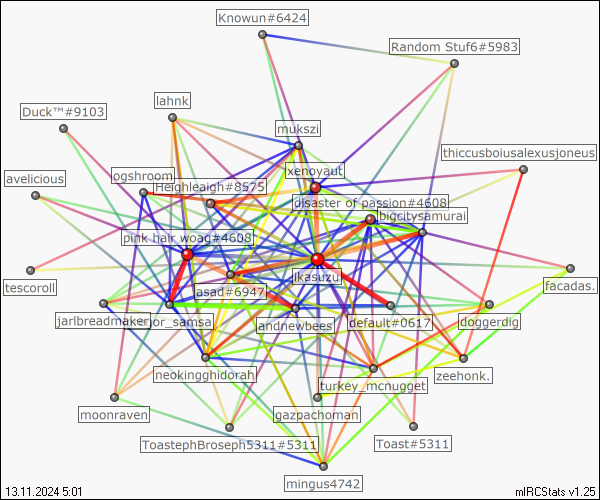 Knowun#6424
Random Stuf6#5983
lahnk
Duck™#9103
mukszi
thiccusboiusalexusjoneus
xenoyaut
avelicious
ogshroom
Heighleaigh#8575
disaster of passion#4608
bigcitysamurai
pink hair woag#4608
jikasuzu
tescoroll
asad#6947
facadas.
jarlbreadmaker
or_samsa
landnewbees
default#0617
doggerdig
neokingghidorah
turkey_mcnugget
zeehonk.
moonraven
gazpachoman
ToastephBroseph5311#5311
Toast#5311
mingus4742
13.11.2024 5:01
mIRCStats v1.25